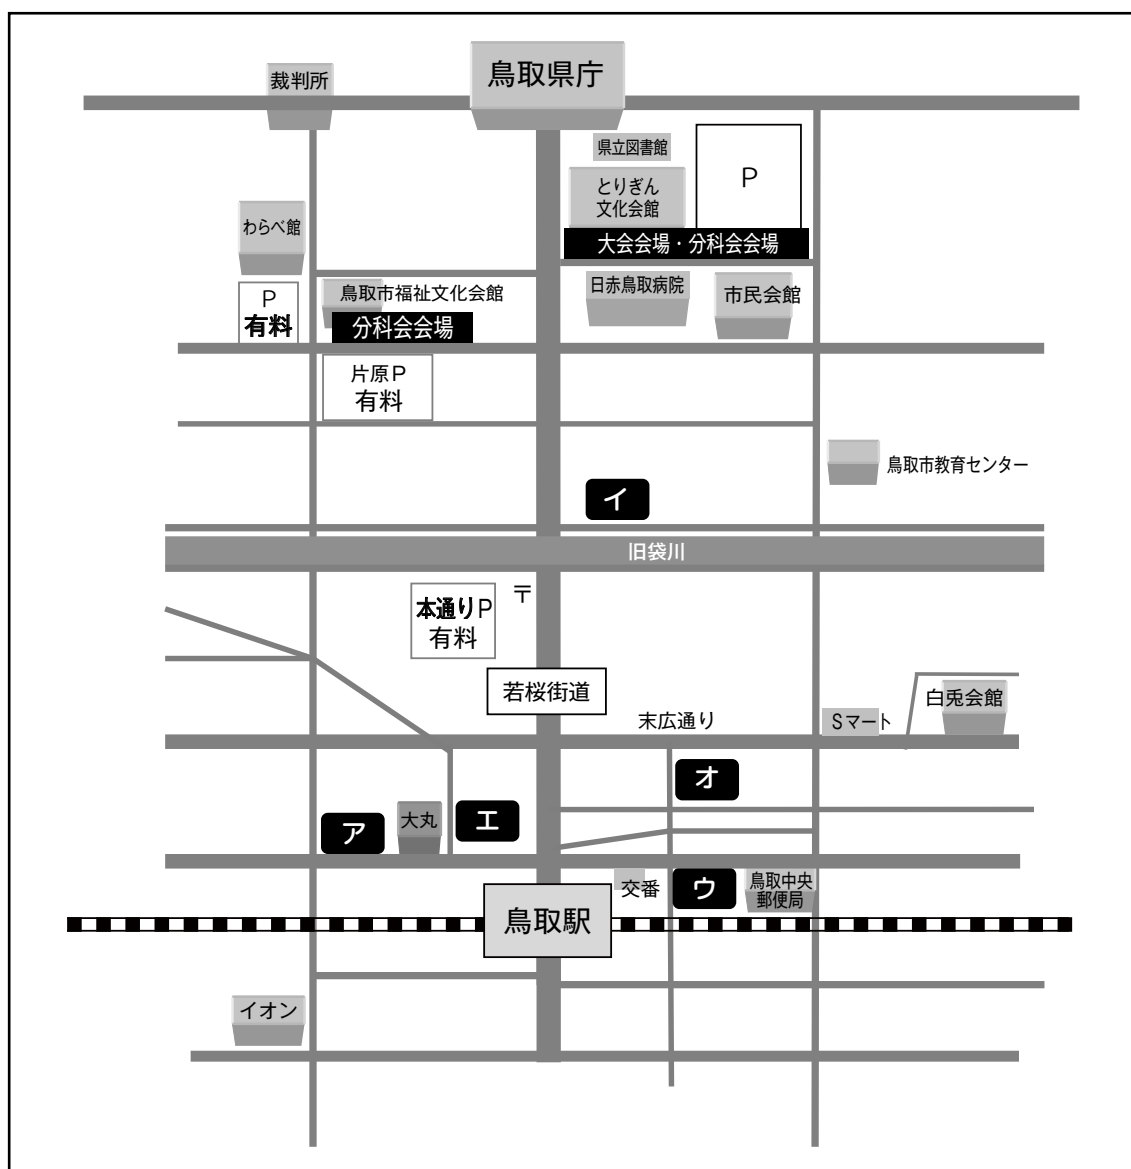 裁判所
鳥取県庁
県立図書館
とりぎん
文化会館
P
大会会場・分科会会場
わらべ館
日赤鳥取病院
市民会館
P
有料
鳥取市福祉文化会館
分科会会場
片原P
有料
鳥取市教育センター
イ
旧袋川
本通りP
有料
〒
若桜街道
末広通り
Sマート
白兎会館
オ
ア
大丸
エ
交番
ウ
鳥取中央
郵便局
鳥取駅
イオン